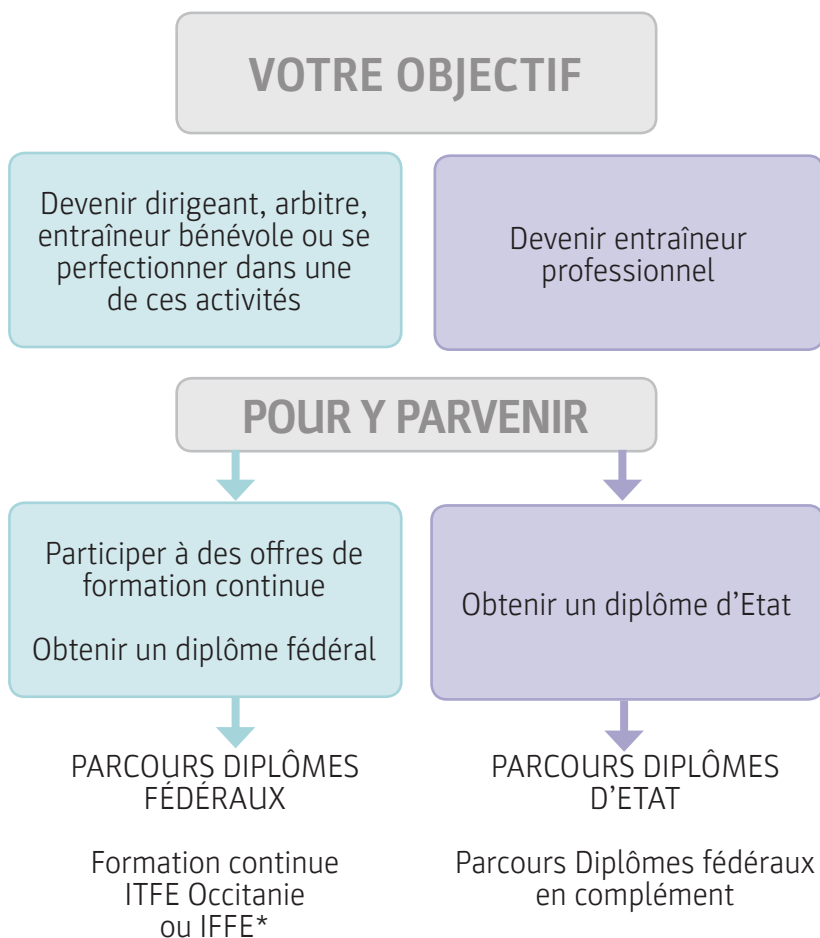 VOTRE OBJECTIF
Devenir dirigeant, arbitre,
entraîneur bénévole ou se
perfectionner dans une
de ces activités
Devenir entraîneur
professionnel
POUR Y PARVENIR
Participer à des offres de
formation continue
Obtenir un diplôme fédéral
Obtenir un diplôme d’Etat
PARCOURS DIPLÔMES
FÉDÉRAUX
Formation continue
ITFE Occitanie
ou IFFE*
PARCOURS DIPLÔMES
D’ETAT
Parcours Diplômes fédéraux
en complément